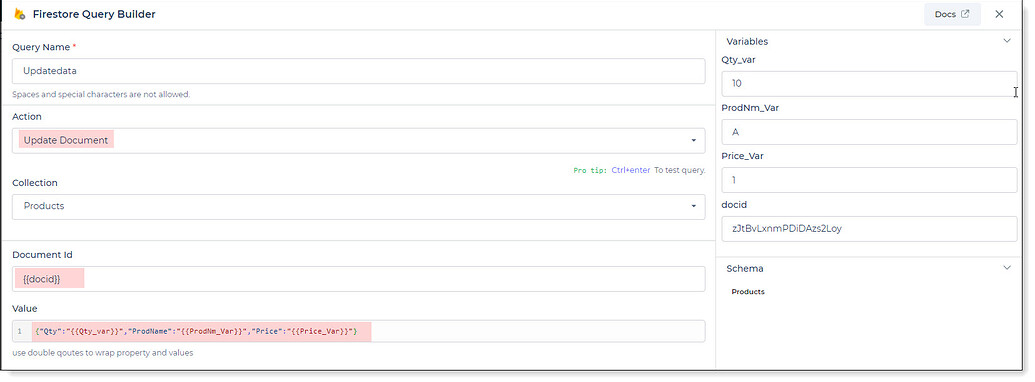 Firestore Query Builder
Docs
Query Name *
Updatedata
Spaces and special characters are not allowed.
Action
Update Document
Pro tip: Ctrl+enter To test query.
Collection
Products
Document Id
{{docid}}
Value
1 {"Qty":"{{Qty_var}}","ProdName":"{{ProdNm_Var}}","Price":"{{Price_Var}}"}
use double qoutes to wrap property and values
Variables
Qty_var
10
ProdNm_Var
A
Price_Var
1
docid
zJtBvLxnmPDiDAzs2Loy
Schema
Products